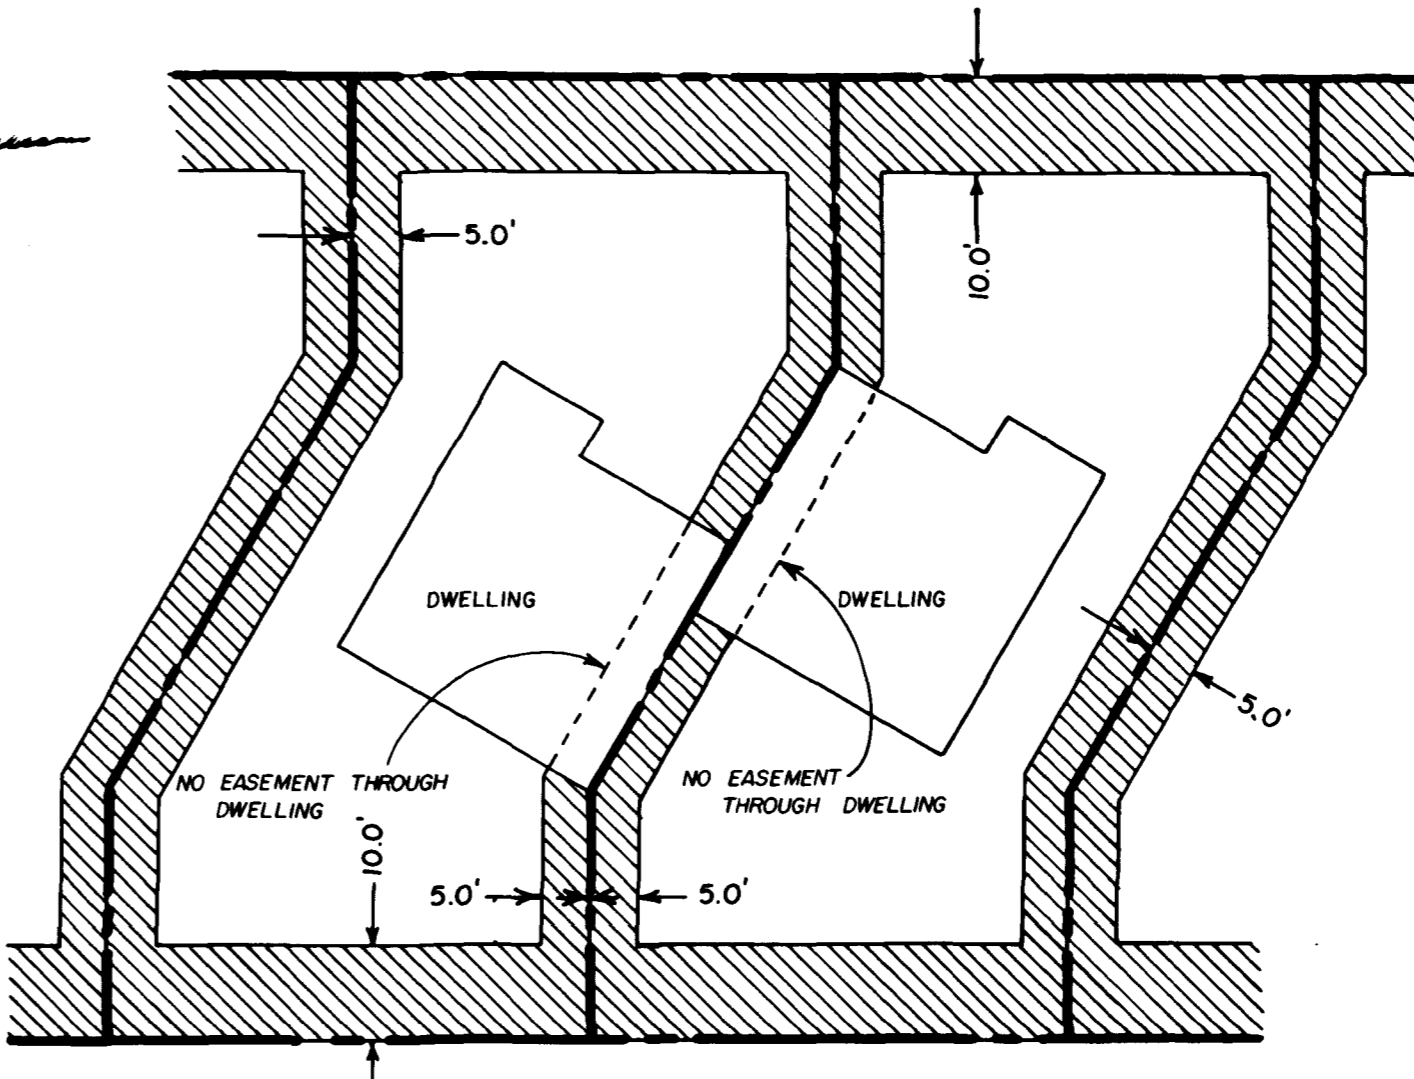 5.0'
10.0'
DWELLING
DWELLING
5.0'
NO EASEMENT THROUGH
DWELLING
NO EASEMENT
THROUGH DWELLING
10.0'
5.0'
5.0'